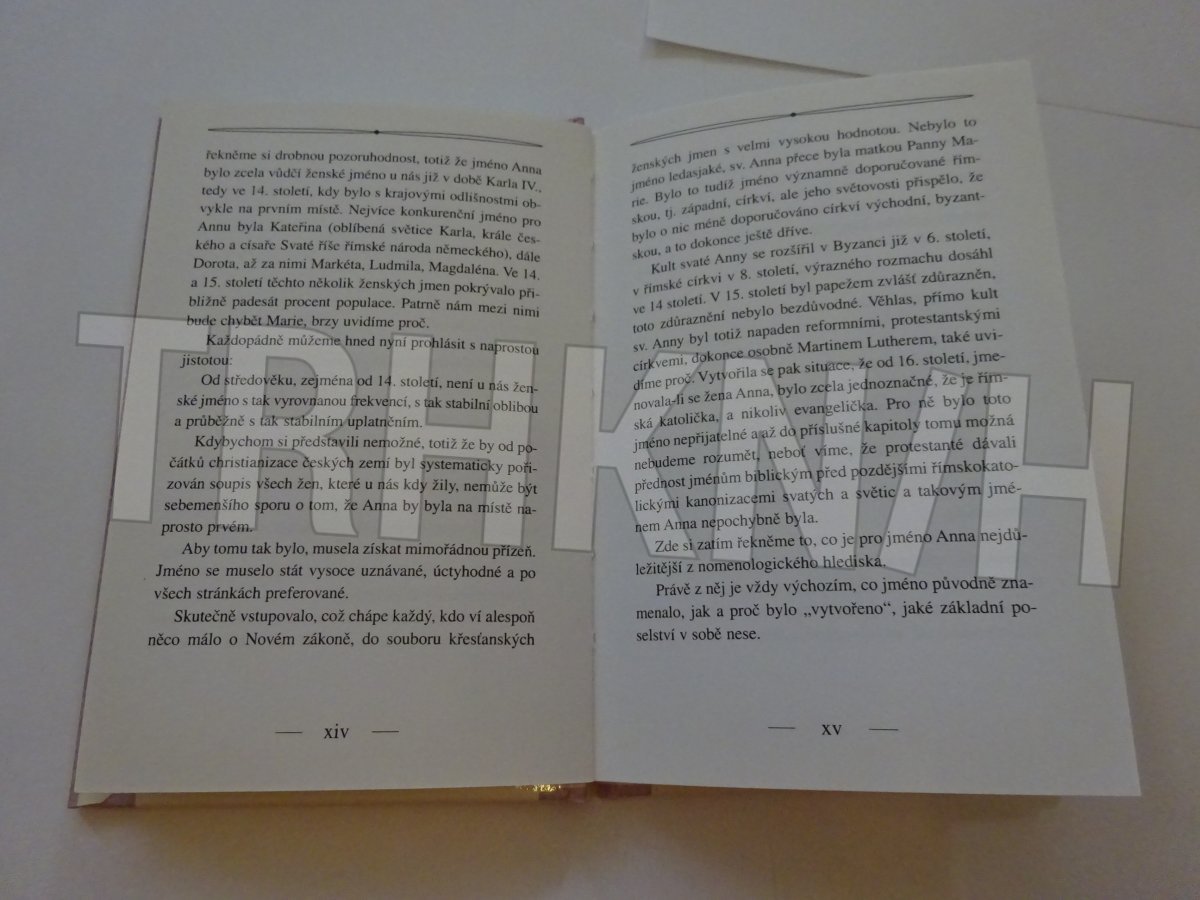 řekněme si drobnou pozoruhodnost, totiž že jméno Anna
bylo zcela vůdčí ženské jméno u nás již v době Karla IV.,
tedy ve 14. století, kdy bylo s krajovými odlišnostmi ob-
vykle na prvním místě. Nejvíce konkurenční jméno pro
Annu byla Kateřina (oblíbená světice Karla, krále čes-
kého a císaře Svaté říše římské národa německého), dále
Dorota, až za nimi Markéta, Ludmila, Magdaléna. Ve 14.
a 15. století těchto několik ženských jmen pokrývalo při-
bližně padesát procent populace. Patrně nám mezi nimi
bude chybět Marie, brzy uvidíme proč.
Každopádně můžeme hned nyní prohlásit s naprostou
jistotou:
Od středověku, zejména od 14. století, není u nás žen-
ské jméno s tak vyrovnanou frekvencí, s tak stabilní oblibou
a průběžně s tak stabilním uplatněním.
Kdybychom si představili nemožné, totiž že by od po-
čátků christianizace českých zemí byl systematicky poři-
zován soupis všech žen, které u nás kdy žily, nemůže být
sebemenšího sporu o tom, že Anna by byla na místě na-
prosto prvém.
Aby tomu tak bylo, musela získat mimořádnou přízeň.
Jméno se muselo stát vysoce uznávané, úctyhodné a po
všech stránkách preferované.
Skutečně vstupovalo, což chápe každý, kdo ví alespoň
něco málo o Novém zákoně, do souboru křesťanských
xiv
ženských jmen s velmi vysokou hodnotou. Nebylo to
jméno ledasjaké, sv. Anna přece byla matkou Panny Ma-
rie. Bylo to tudíž jméno významně doporučované řím-
skou, tj. západní, církví, ale jeho světovosti přispělo, že
bylo o nic méně doporučováno církví východní, byzant-
skou, a to dokonce ještě dříve.
Kult svaté Anny se rozšířil v Byzanci již v 6. století,
v římské církvi v 8. století, výrazného rozmachu dosáhl
ve 14 století. V 15. století byl papežem zvlášť zdůrazněn,
toto zdůraznění nebylo bezdůvodné. Věhlas, přímo kult
sv. Anny byl totiž napaden reformními, protestantskými
církvemi, dokonce osobně Martinem Lutherem, také uvi-
díme proč. Vytvořila se pak situace, že od 16. století, jme-
novala-li se žena Anna, bylo zcela jednoznačné, že je řím-
ská katolička, a nikoliv evangelička. Pro ně bylo toto
jméno nepřijatelné a až do příslušné kapitoly tomu možná
nebudeme rozumět, neboť víme, že protestanté dávali
přednost jménům biblickým před pozdějšími římskokato-
lickými kanonizacemi svatých a světic a takovým jmé-
nem Anna nepochybně byla.
Zde si zatím řekněme to, co je pro jméno Anna nejdů-
ležitější z nomenologického hlediska.
Právě z něj je vždy výchozím, co jméno původně zna-
menalo, jak a proč bylo „vytvořeno“, jaké základní po-
selství v sobě nese.
xv
TRHKNIH